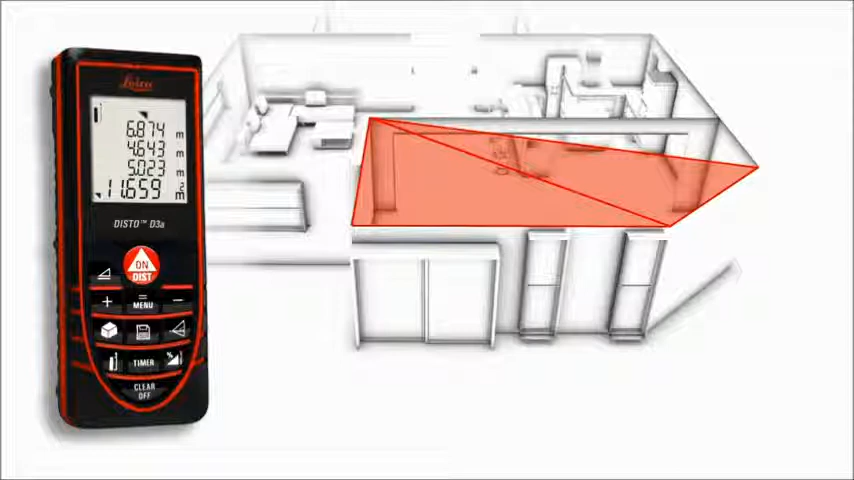 Leica
6.874 m
4.643 m
5.023 m
11.659 m²
DISTO™ D3a
ON
DIST
+ = −
MENU
%
TIMER
CLEAR
OFF